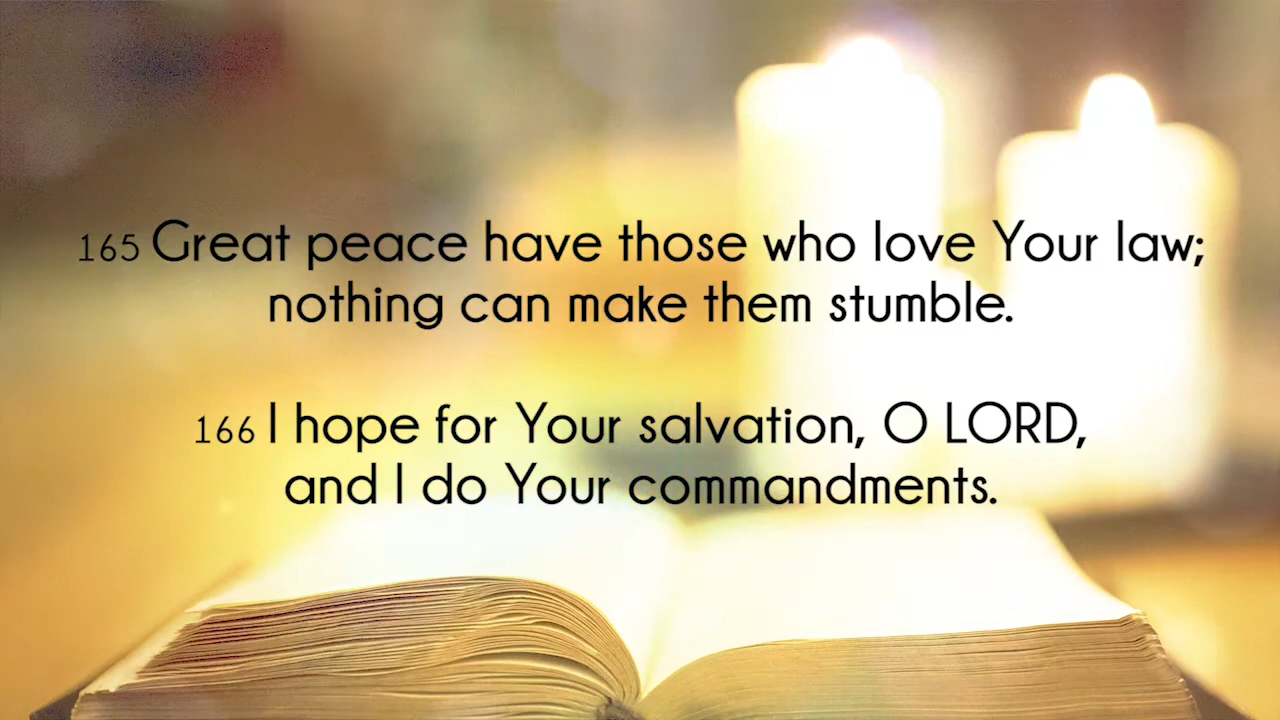 165 Great peace have those who love Your law;
nothing can make them stumble.
166 I hope for Your salvation, O LORD,
and I do Your commandments.